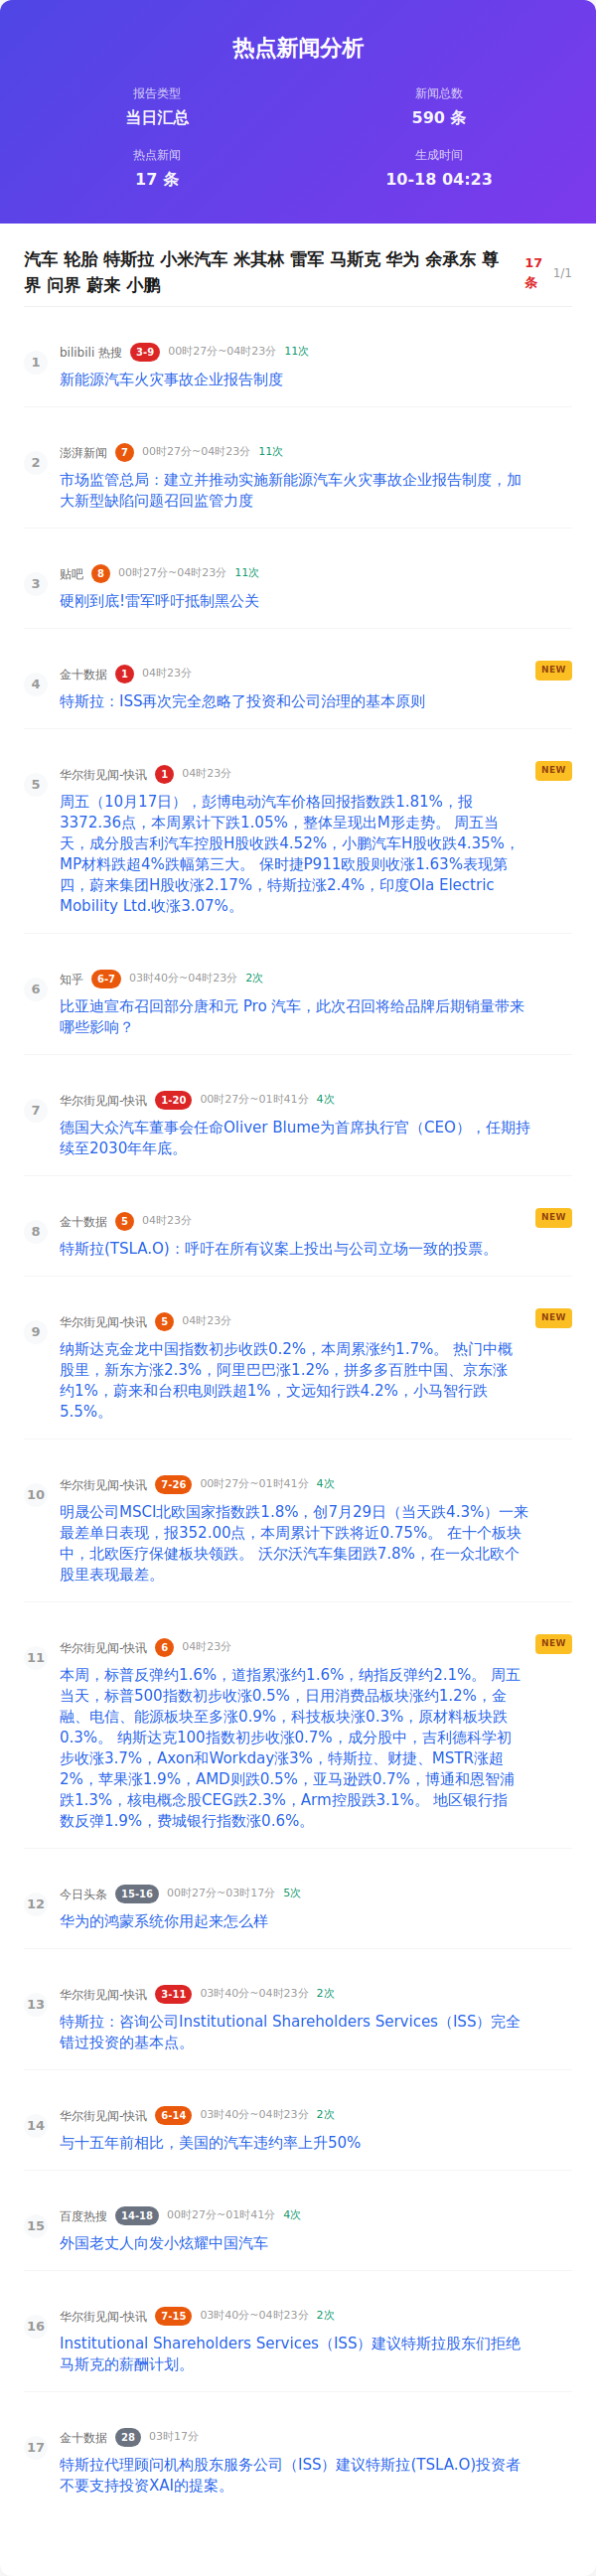 热点新闻分析
报告类型
当日汇总
新闻总数
590 条
热点新闻
17 条
生成时间
10-18 04:23
汽车 轮胎 特斯拉 小米汽车 米其林 雷军 马斯克 华为 余承东 尊
界 问界 蔚来 小鹏
17
条
1/1
1
bilibili 热搜 3-9 00时27分~04时23分 11次
新能源汽车火灾事故企业报告制度
2
澎湃新闻 7 00时27分~04时23分 11次
市场监管总局：建立并推动实施新能源汽车火灾事故企业报告制度，加
大新型缺陷问题召回监管力度
3
贴吧 8 00时27分~04时23分 11次
硬刚到底!雷军呼吁抵制黑公关
4
金十数据 1 04时23分
NEW
特斯拉：ISS再次完全忽略了投资和公司治理的基本原则
5
华尔街见闻-快讯 1 04时23分
NEW
周五（10月17日），彭博电动汽车价格回报指数跌1.81%，报
3372.36点，本周累计下跌1.05%，整体呈现出M形走势。 周五当
天，成分股吉利汽车控股H股收跌4.52%，小鹏汽车H股收跌4.35%，
MP材料跌超4%跌幅第三大。 保时捷P911欧股则收涨1.63%表现第
四，蔚来集团H股收涨2.17%，特斯拉涨2.4%，印度Ola Electric
Mobility Ltd.收涨3.07%。
6
知乎 6-7 03时40分~04时23分 2次
比亚迪宣布召回部分唐和元 Pro 汽车，此次召回将给品牌后期销量带来
哪些影响？
7
华尔街见闻-快讯 1-20 00时27分~01时41分 4次
德国大众汽车董事会任命Oliver Blume为首席执行官（CEO），任期持
续至2030年年底。
8
金十数据 5 04时23分
NEW
特斯拉(TSLA.O)：呼吁在所有议案上投出与公司立场一致的投票。
9
华尔街见闻-快讯 5 04时23分
NEW
纳斯达克金龙中国指数初步收跌0.2%，本周累涨约1.7%。 热门中概
股里，新东方涨2.3%，阿里巴巴涨1.2%，拼多多百胜中国、京东涨
约1%，蔚来和台积电则跌超1%，文远知行跌4.2%，小马智行跌
5.5%。
10
华尔街见闻-快讯 7-26 00时27分~01时41分 4次
明晟公司MSCI北欧国家指数跌1.8%，创7月29日（当天跌4.3%）一来
最差单日表现，报352.00点，本周累计下跌将近0.75%。 在十个板块
中，北欧医疗保健板块领跌。 沃尔沃汽车集团跌7.8%，在一众北欧个
股里表现最差。
11
华尔街见闻-快讯 6 04时23分
NEW
本周，标普反弹约1.6%，道指累涨约1.6%，纳指反弹约2.1%。 周五
当天，标普500指数初步收涨0.5%，日用消费品板块涨约1.2%，金
融、电信、能源板块至多涨0.9%，科技板块涨0.3%，原材料板块跌
0.3%。 纳斯达克100指数初步收涨0.7%，成分股中，吉利德科学初
步收涨3.7%，Axon和Workday涨3%，特斯拉、财捷、MSTR涨超
2%，苹果涨1.9%，AMD则跌0.5%，亚马逊跌0.7%，博通和恩智浦
跌1.3%，核电概念股CEG跌2.3%，Arm控股跌3.1%。 地区银行指
数反弹1.9%，费城银行指数涨0.6%。
12
今日头条 15-16 00时27分~03时17分 5次
华为的鸿蒙系统你用起来怎么样
13
华尔街见闻-快讯 3-11 03时40分~04时23分 2次
特斯拉：咨询公司Institutional Shareholders Services（ISS）完全
错过投资的基本点。
14
华尔街见闻-快讯 6-14 03时40分~04时23分 2次
与十五年前相比，美国的汽车违约率上升50%
15
百度热搜 14-18 00时27分~01时41分 4次
外国老丈人向发小炫耀中国汽车
16
华尔街见闻-快讯 7-15 03时40分~04时23分 2次
Institutional Shareholders Services（ISS）建议特斯拉股东们拒绝
马斯克的薪酬计划。
17
金十数据 28 03时17分
特斯拉代理顾问机构股东服务公司（ISS）建议特斯拉(TSLA.O)投资者
不要支持投资XAI的提案。